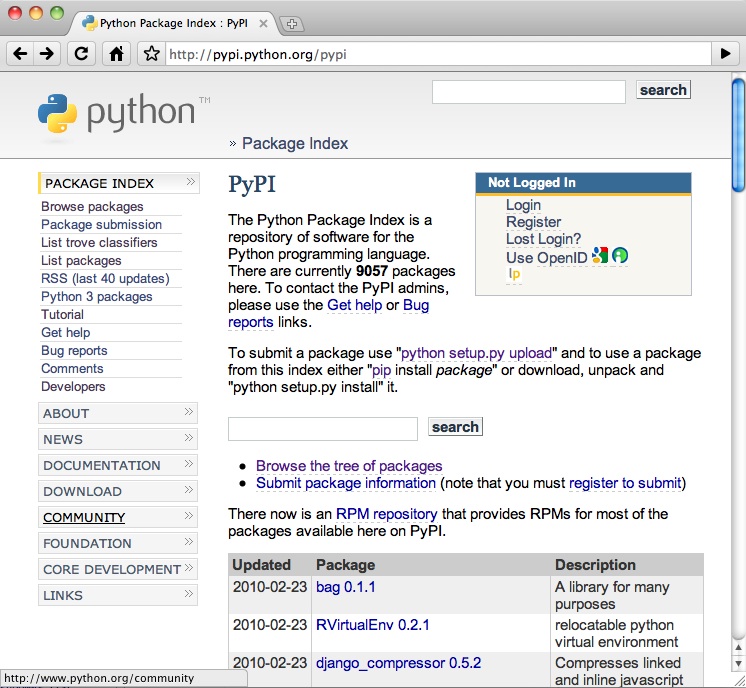 Python Package Index : PyPI
http://pypi.python.org/pypi
python™
search
» Package Index
PACKAGE INDEX »
Browse packages
Package submission
List trove classifiers
List packages
RSS (last 40 updates)
Python 3 packages
Tutorial
Get help
Bug reports
Comments
Developers
ABOUT »
NEWS »
DOCUMENTATION »
DOWNLOAD »
COMMUNITY »
FOUNDATION »
CORE DEVELOPMENT »
LINKS »
PyPI
The Python Package Index is a
repository of software for the
Python programming language.
There are currently 9057 packages
here. To contact the PyPI admins,
please use the Get help or Bug
reports links.
Not Logged In
Login
Register
Lost Login?
Use OpenID
lp
To submit a package use "python setup.py upload" and to use a package
from this index either "pip install package" or download, unpack and
"python setup.py install" it.
search
• Browse the tree of packages
• Submit package information (note that you must register to submit)
There now is an RPM repository that provides RPMs for most of the
packages available here on PyPI.
Updated Package Description
2010-02-23 bag 0.1.1 A library for many
purposes
2010-02-23 RVirtualEnv 0.2.1 relocatable python
virtual environment
2010-02-23 django_compressor 0.5.2 Compresses linked
and inline javascript
http://www.python.org/community